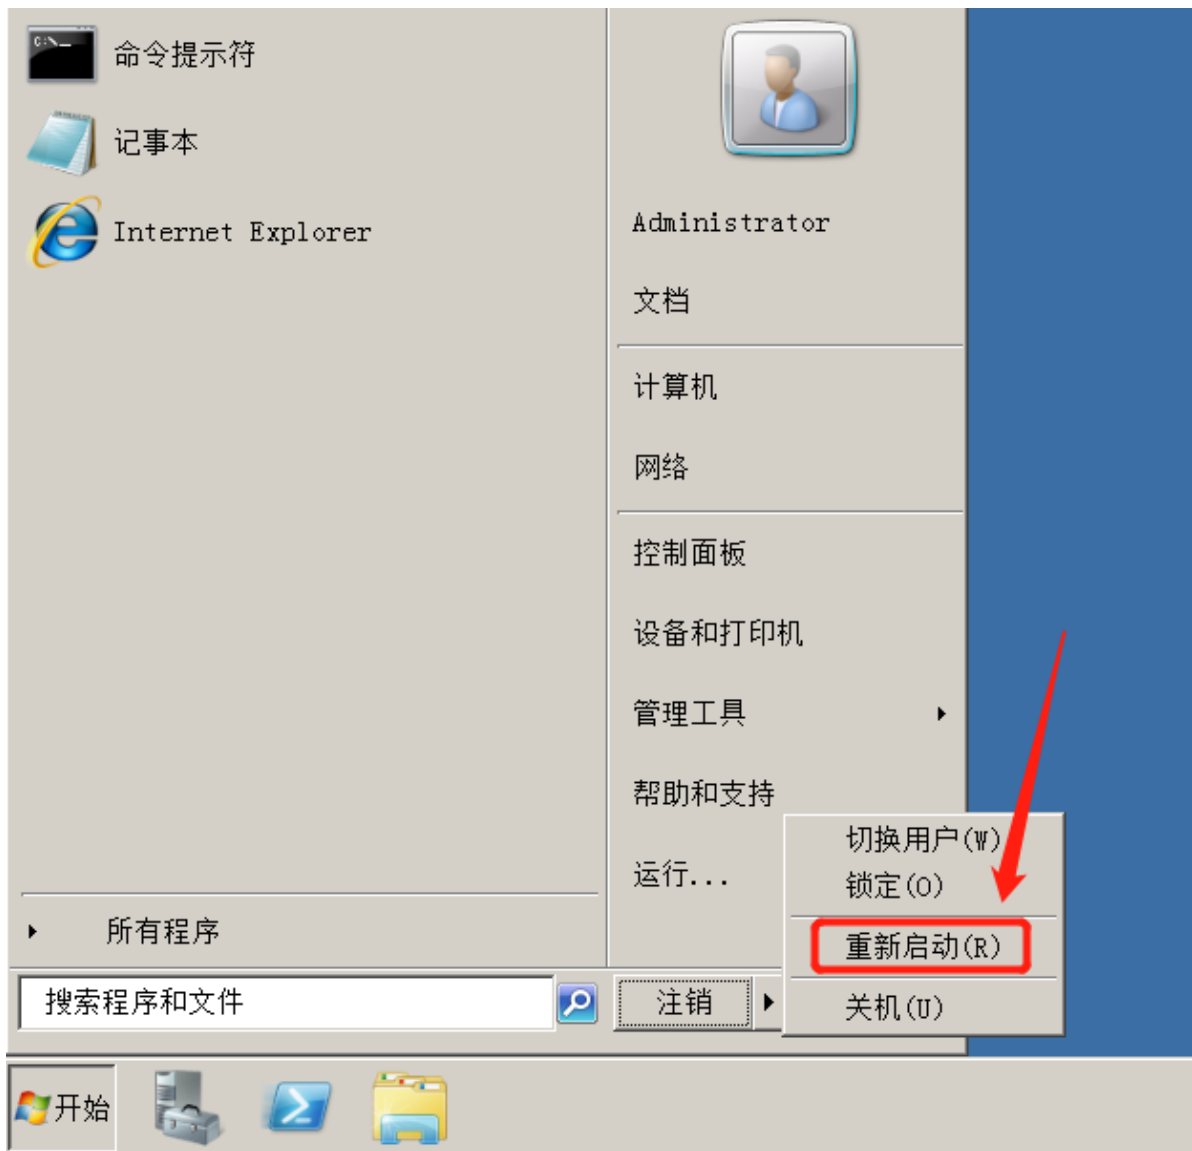 命令提示符
记事本
Internet Explorer
所有程序
搜索程序和文件
Administrator
文档
计算机
网络
控制面板
设备和打印机
管理工具
帮助和支持
运行...
注销
切换用户(W)
锁定(O)
重新启动(R)
关机(U)
开始